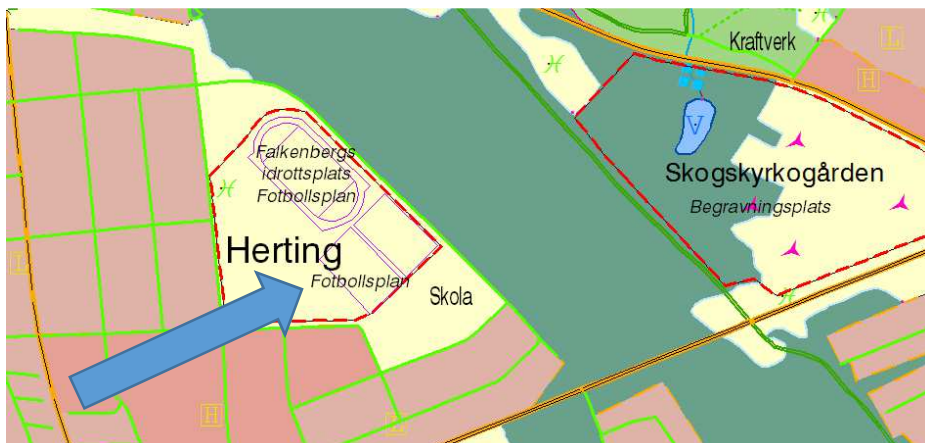 Kraftverk
L
H
Falkenbergs
idrottsplats
Fotbollsplan
Skogskyrkogården
Begravningsplats
V
Herting
Fotbollsplan
Skola
L
H
L